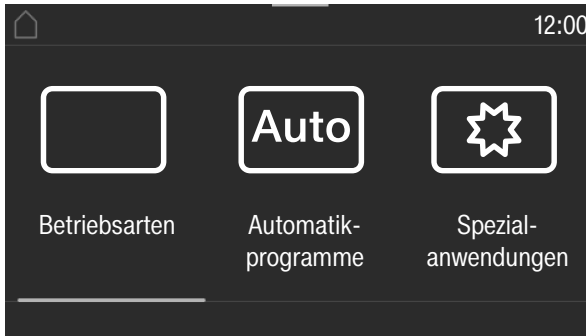 12:00
Auto
Betriebsarten
Automatik-
programme
Spezial-
anwendungen